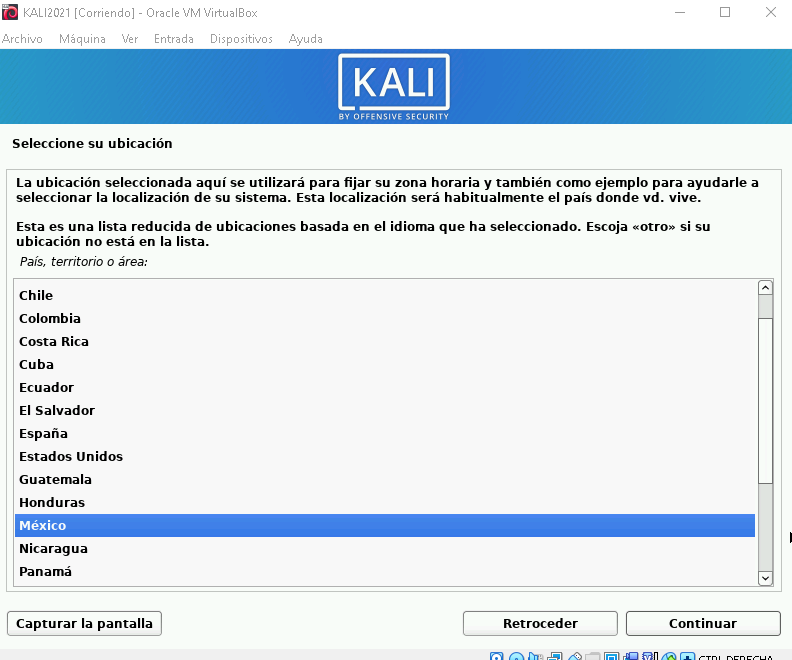 KALI2021 [Corriendo] - Oracle VM VirtualBox
Archivo Máquina Ver Entrada Dispositivos Ayuda
KALI
BY OFFENSIVE SECURITY
Seleccione su ubicación
La ubicación seleccionada aquí se utilizará para fijar su zona horaria y también como ejemplo para ayudarle a
seleccionar la localización de su sistema. Esta localización será habitualmente el país donde vd. vive.
Esta es una lista reducida de ubicaciones basada en el idioma que ha seleccionado. Escoja «otro» si su
ubicación no está en la lista.
País, territorio o área:
Chile
Colombia
Costa Rica
Cuba
Ecuador
El Salvador
España
Estados Unidos
Guatemala
Honduras
México
Nicaragua
Panamá
Capturar la pantalla Retroceder Continuar
CTRL DERECHA